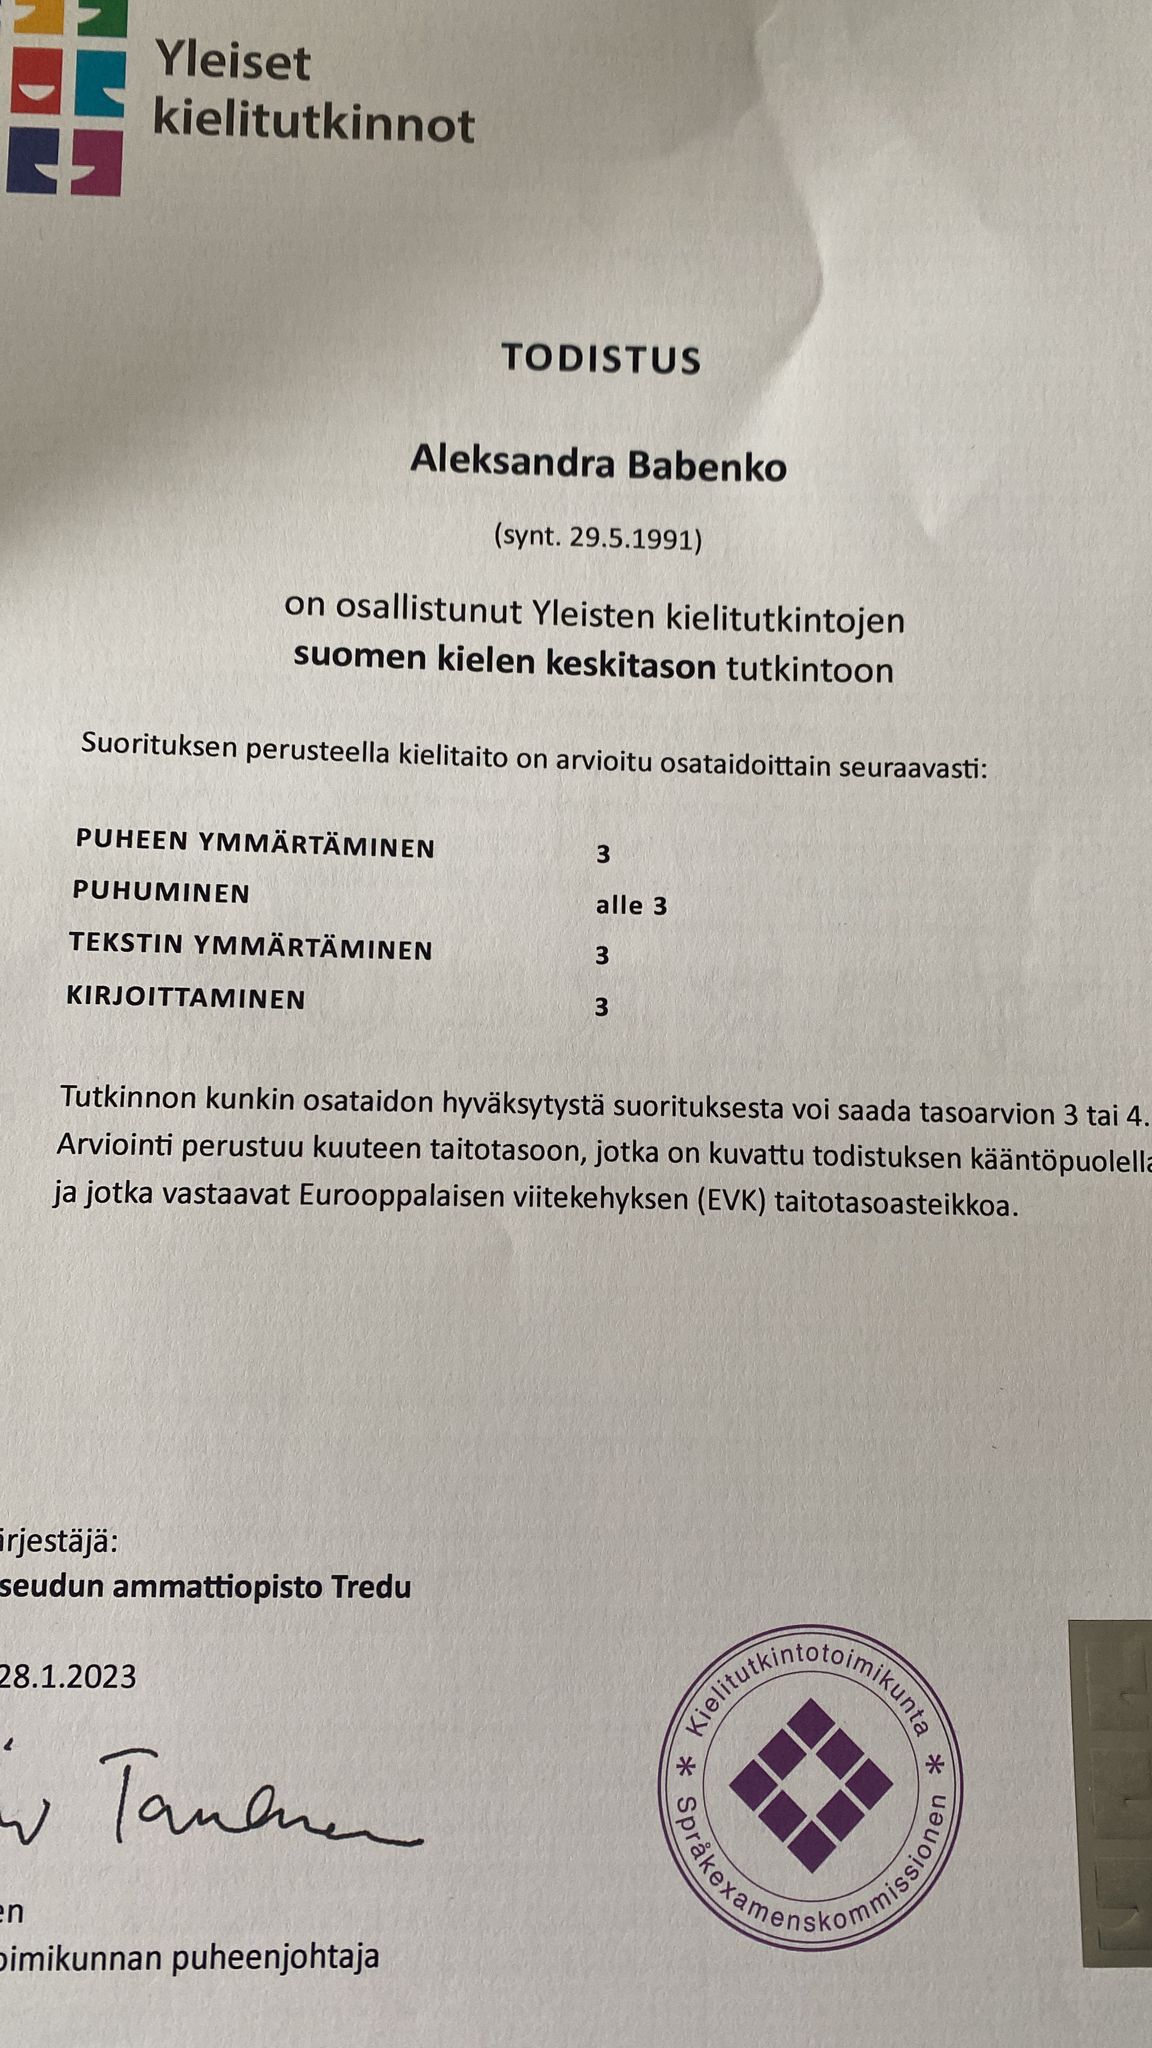 Yleiset
kielitutkinnot
TODISTUS
Aleksandra Babenko
(synt. 29.5.1991)
on osallistunut Yleisten kielitutkintojen
suomen kielen keskitason tutkintoon
Suorituksen perusteella kielitaito on arvioitu osataidoittain seuraavasti:
PUHEEN YMMÄRTÄMINEN 3
PUHUMINEN alle 3
TEKSTIN YMMÄRTÄMINEN 3
KIRJOITTAMINEN 3
Tutkinnon kunkin osataidon hyväksytystä suorituksesta voi saada tasoarvion 3 tai 4.
Arviointi perustuu kuuteen taitotasoon, jotka on kuvattu todistuksen kääntöpuolella
ja jotka vastaavat Eurooppalaisen viitekehyksen (EVK) taitotasoasteikkoa.
ärjestäjä:
seudun ammattiopisto Tredu
28.1.2023
en
oimikunnan puheenjohtaja
* Kielitutkintotoimikunta *
Språkexamenskommissionen